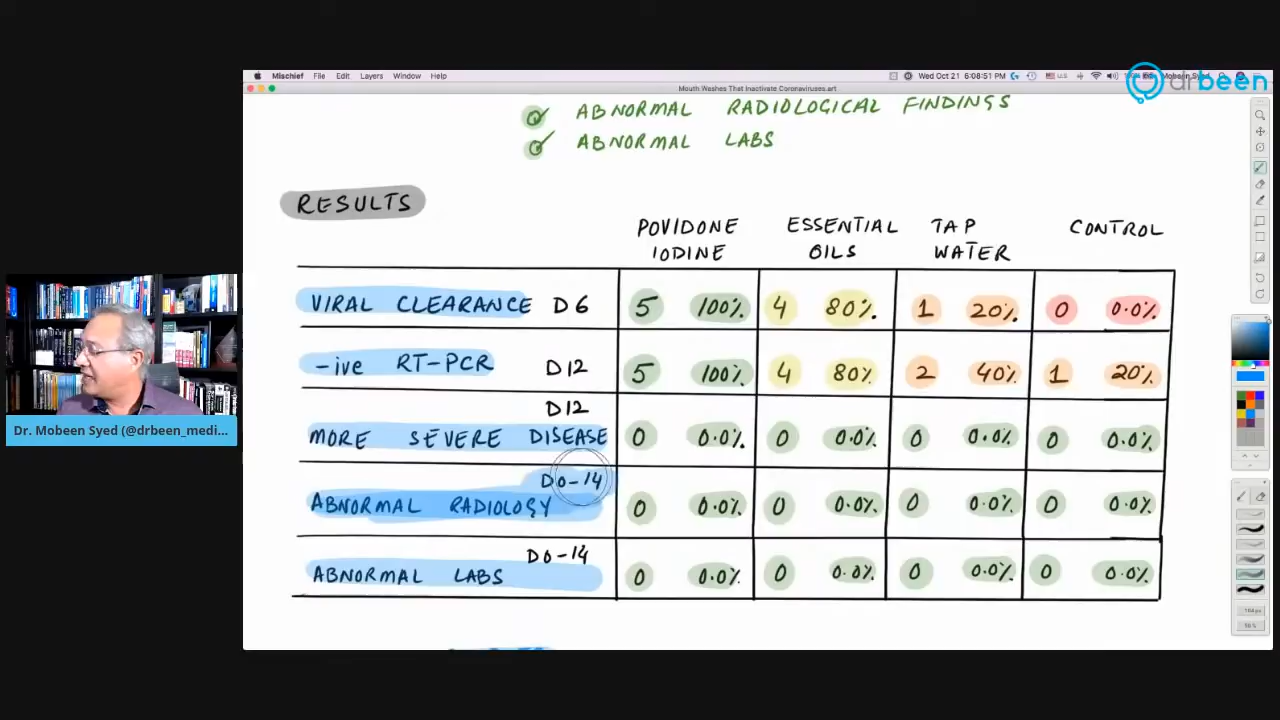 Mischief File Edit Layers Window Help
Wed Oct 21 6:08:51 PM
Mouth Washes That Inactivate Coronaviruses.art
drbeen
ABNORMAL RADIOLOGICAL FINDINGS
ABNORMAL LABS
RESULTS
POVIDONE IODINE ESSENTIAL OILS TAP WATER CONTROL
VIRAL CLEARANCE D6 5 100% 4 80% 1 20% 0 0.0%
-ive RT-PCR D12 5 100% 4 80% 2 40% 1 20%
D12
MORE SEVERE DISEASE 0 0.0% 0 0.0% 0 0.0% 0 0.0%
D0-14
ABNORMAL RADIOLOGY 0 0.0% 0 0.0% 0 0.0% 0 0.0%
D0-14
ABNORMAL LABS 0 0.0% 0 0.0% 0 0.0% 0 0.0%
Dr. Mobeen Syed (@drbeen_medi...